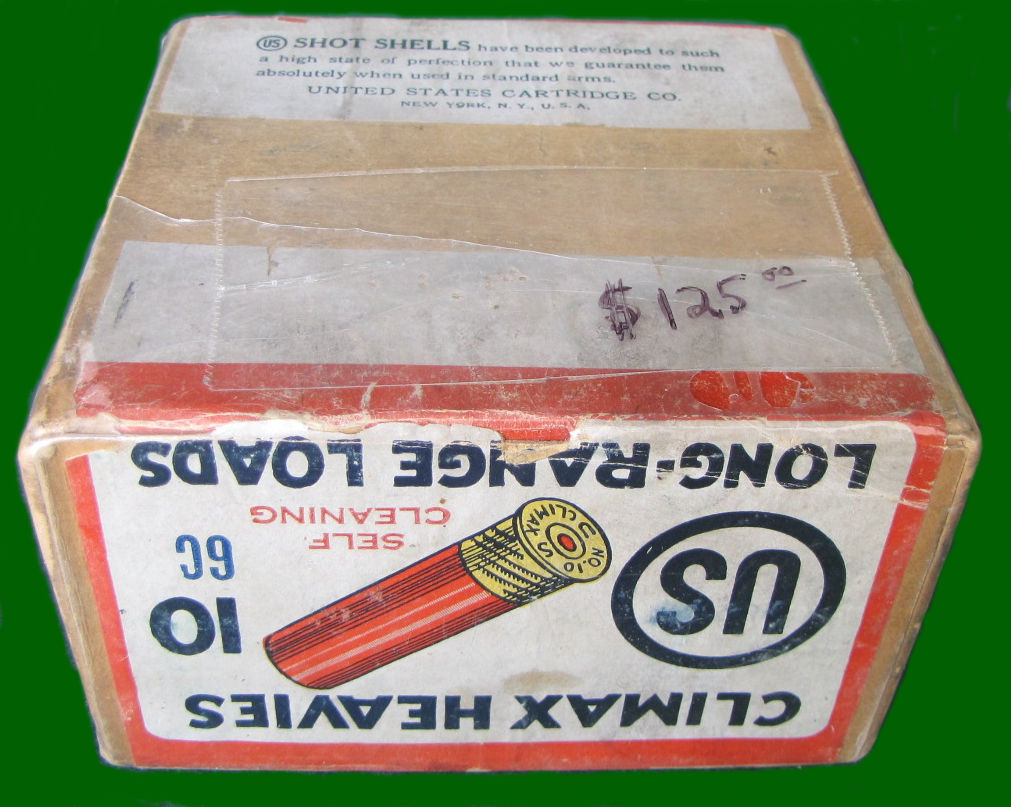 US SHOT SHELLS have been developed to such
a high state of perfection that we guarantee them
absolutely when used in standard arms.
UNITED STATES CARTRIDGE CO.
NEW YORK, N. Y., U. S. A.
$125.00
CLIMAX HEAVIES
US
10
U S CLIMAX
NO.10
SELF
CLEANING
LONG-RANGE LOADS